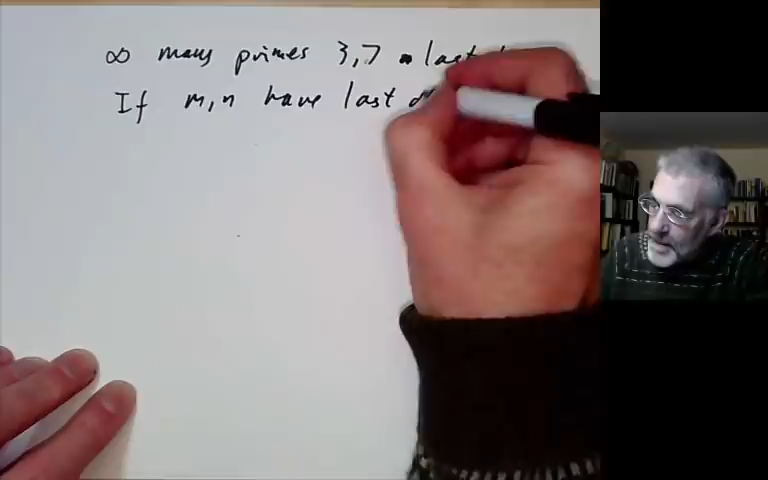 ∞ many primes 3,7 last
If m,n have last